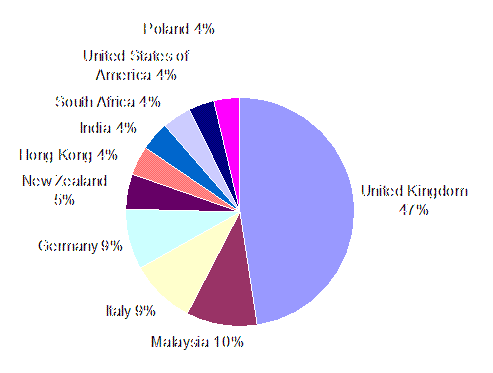 Poland 4%
United States of
America 4%
South Africa 4%
India 4%
Hong Kong 4%
New Zealand
5%
United Kingdom
47%
Germany 9%
Italy 9%
Malaysia 10%